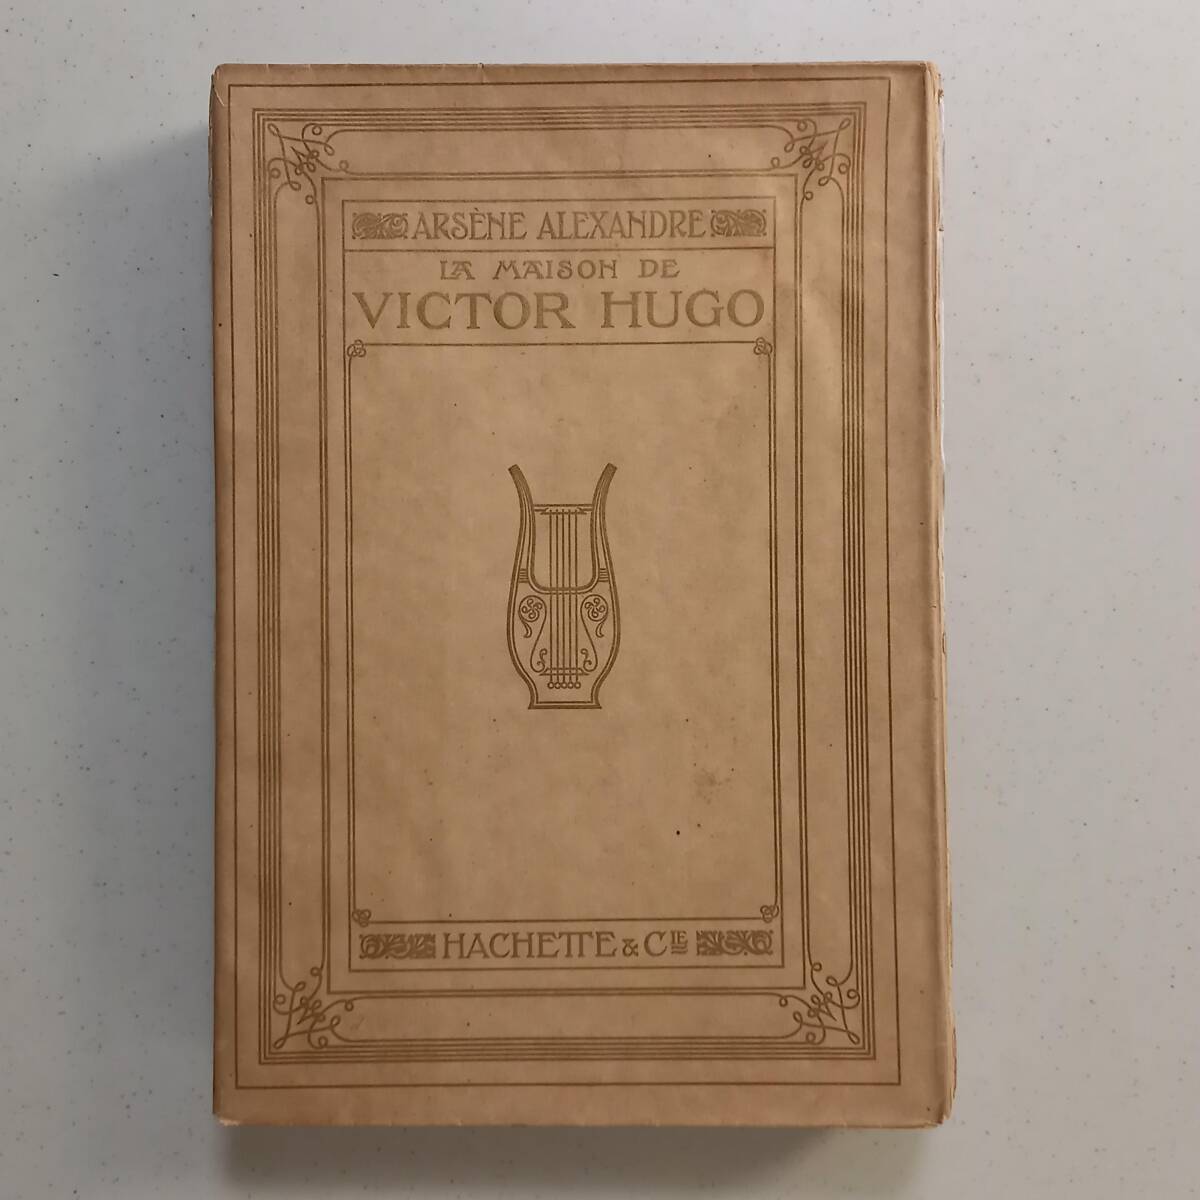 ARSÈNE ALEXANDRE
LA MAISON DE
VICTOR HUGO
HACHETTE & CIE